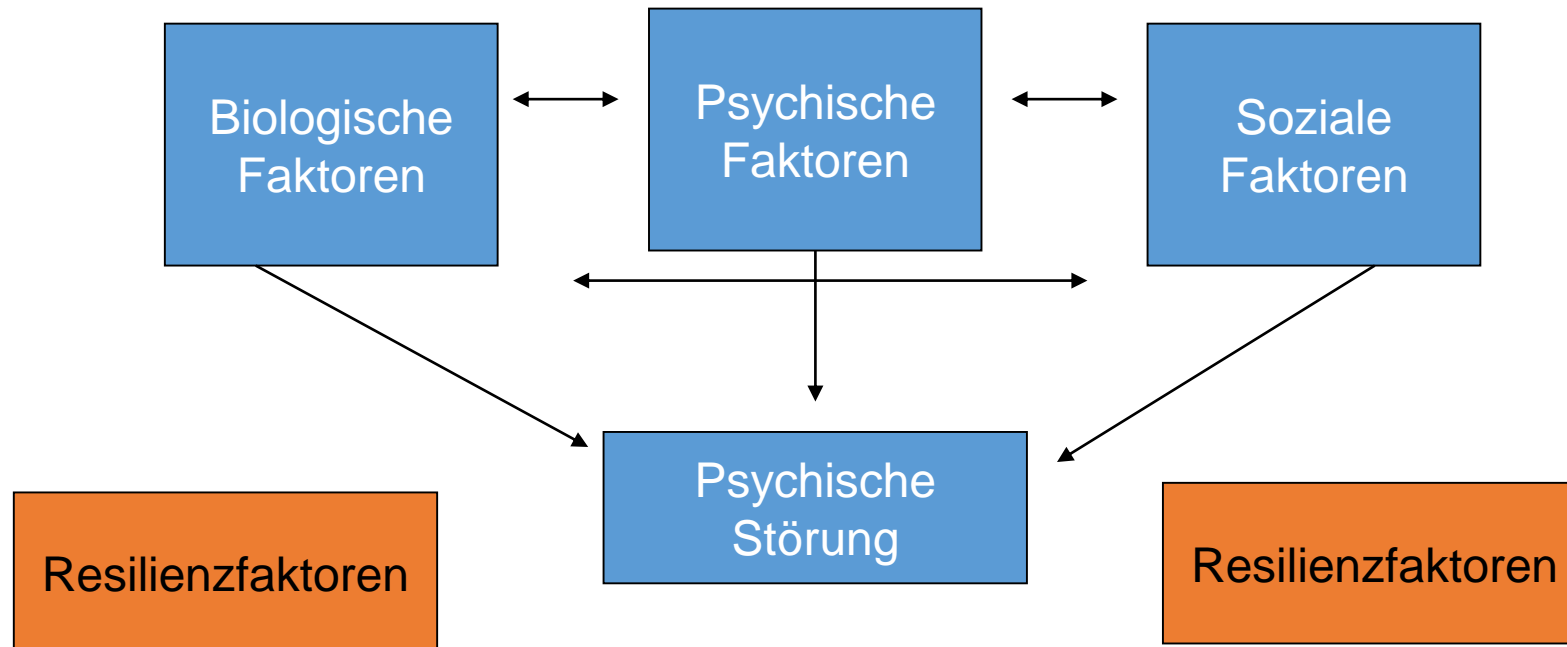 Biologische
Faktoren
Psychische
Faktoren
Soziale
Faktoren
Psychische
Störung
Resilienzfaktoren
Resilienzfaktoren